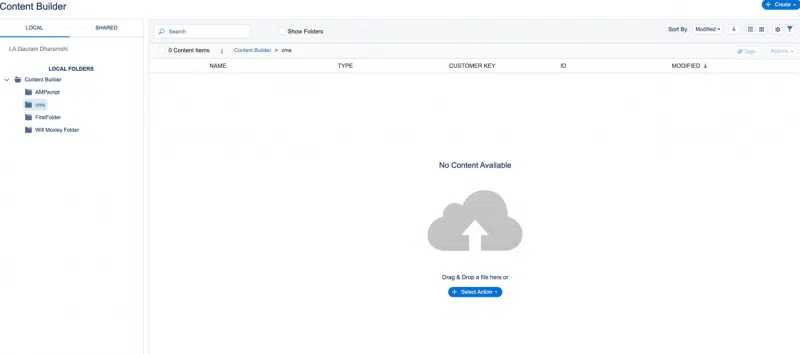 Content Builder
Create
LOCAL SHARED
Search
Show Folders
Sort By Modified
LA-Gautam Dharamshi
0 Content Items | Content Builder > cms
Tags
Actions
LOCAL FOLDERS
NAME TYPE CUSTOMER KEY ID MODIFIED
Content Builder
AMPscript
cms
FirstFolder
Will Moxley Folder
No Content Available
Drag & Drop a file here or
Select Action